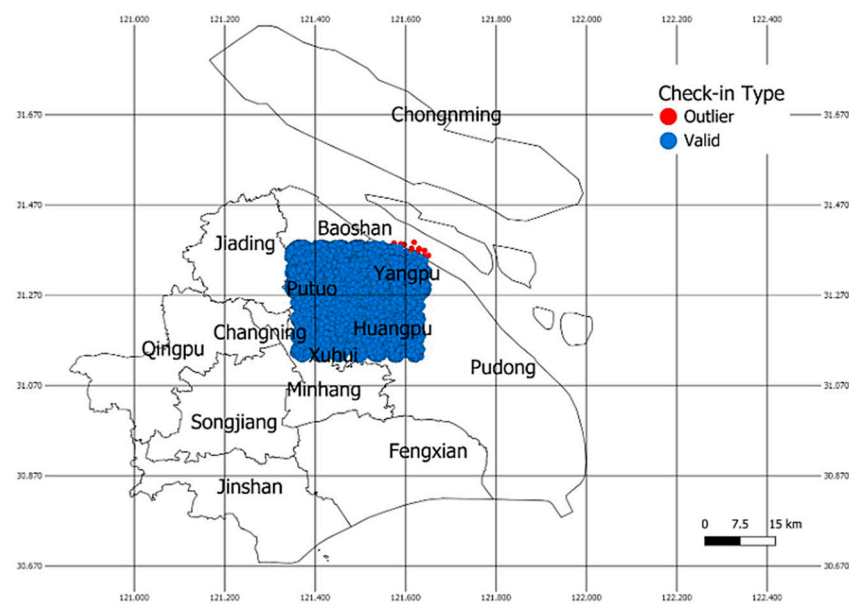 121.000 121.200 121.400 121.600 121.800 122.000 122.200 122.400
Check-in Type
Outlier
Valid
31.670 Chongnming 31.670
31.470 31.470
Baoshan
Jiading
Yangpu
31.270 Putuo 31.270
Changning Huangpu
Qingpu Xuhui
Pudong
31.070 31.070
Minhang
Songjiang
Fengxian
30.870 30.870
Jinshan
0 7.5 15 km
30.670 30.670
121.000 121.200 121.400 121.600 121.800 122.000 122.200 122.400